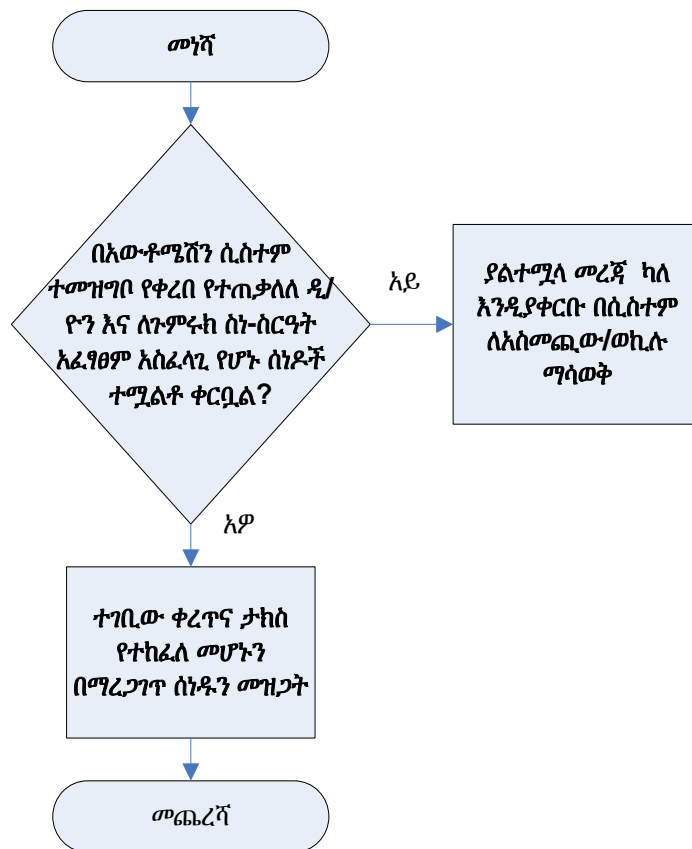 መነሻ
በአውቶሜሽን ሲስተም
ተመዝግቦ የቀረበ የተጠቃለለ ዲ/
ዮን እና ለጉምሩክ ስነ-ስርዓት
አፈፃፀም አስፈላጊ የሆኑ ሰነዶች
ተሟልቶ ቀርቧል?
አይ
ያልተሟላ መረጃ ካለ
እንዲያቀርቡ በሲስተም
ለአስመጪው/ወኪሉ
ማሳወቅ
አዎ
ተገቢው ቀረጥና ታክስ
የተከፈለ መሆኑን
በማረጋገጥ ሰነዱን መዝጋት
መጨረሻ